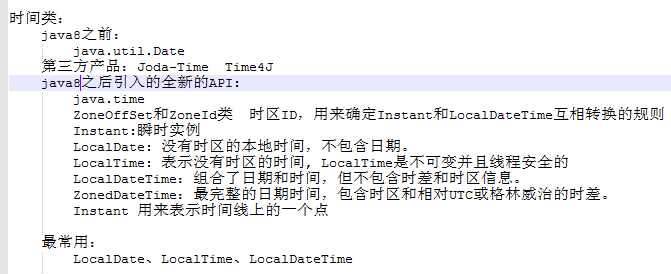 时间类:
java8之前:
java.util.Date
第三方产品: Joda-Time Time4J
java8之后引入的全新的API:
java.time
ZoneOffSet和ZoneId类 时区ID, 用来确定Instant和LocalDateTime互相转换的规则
Instant:瞬时实例
LocalDate: 没有时区的本地时间, 不包含日期。
LocalTime: 表示没有时区的时间, LocalTime是不可变并且线程安全的
LocalDateTime: 组合了日期和时间, 但不包含时差和时区信息。
ZonedDateTime: 最完整的日期时间, 包含时区和相对UTC或格林威治的时差。
Instant 用来表示时间线上的一个点
最常用:
LocalDate、LocalTime、LocalDateTime